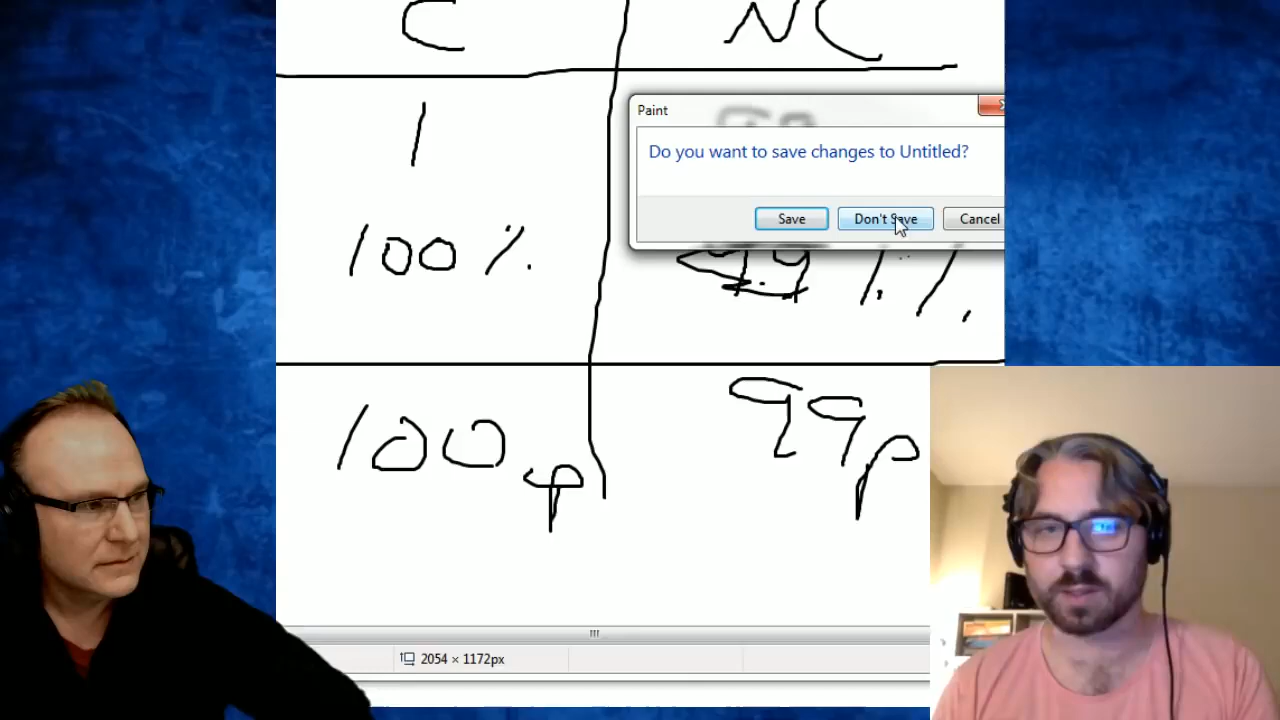 C NC
1
Paint
Do you want to save changes to Untitled?
Save Don't Save Cancel
100%
100p 99p
2054 × 1172px